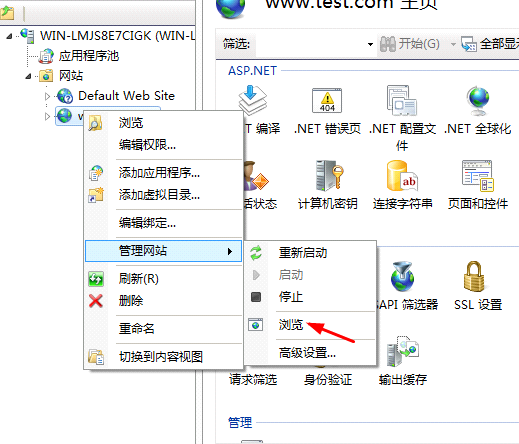 www.test.com 主页
WIN-LMJS8E7CIGK (WIN-L
应用程序池
网站
Default Web Site
w
浏览
编辑权限...
添加应用程序...
添加虚拟目录...
编辑绑定...
管理网站
刷新(R)
删除
重命名
切换到内容视图
重新启动
启动
停止
浏览
高级设置...
筛选:
开始(G)
全部显
ASP.NET
ET 编译
.NET 错误页
404
.NET 配置文
件
.NET 全球化
状态
计算机密钥
连接字符串
ab
页面和控件
SAPI 筛选器
SSL 设置
请求筛选
身份验证
输出缓存
管理